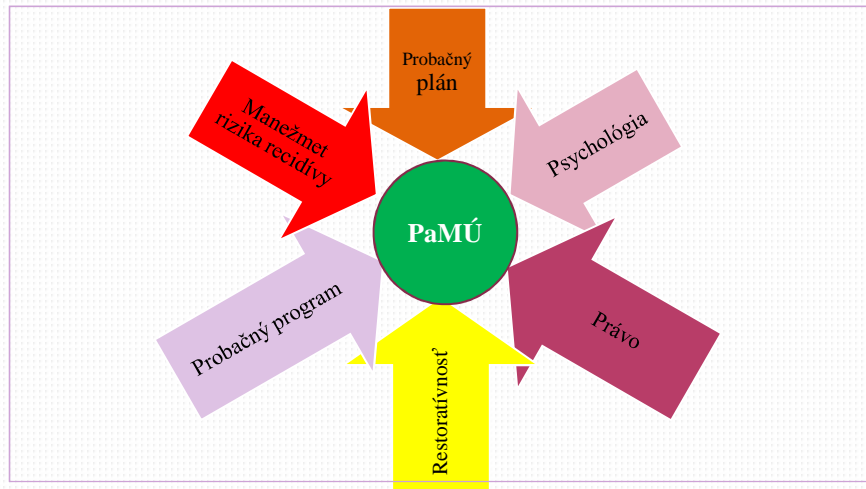 Probačný
plán
Manežmet
rizika recidívy
Psychológia
PaMÚ
Probačný program
Právo
Restoratívnosť